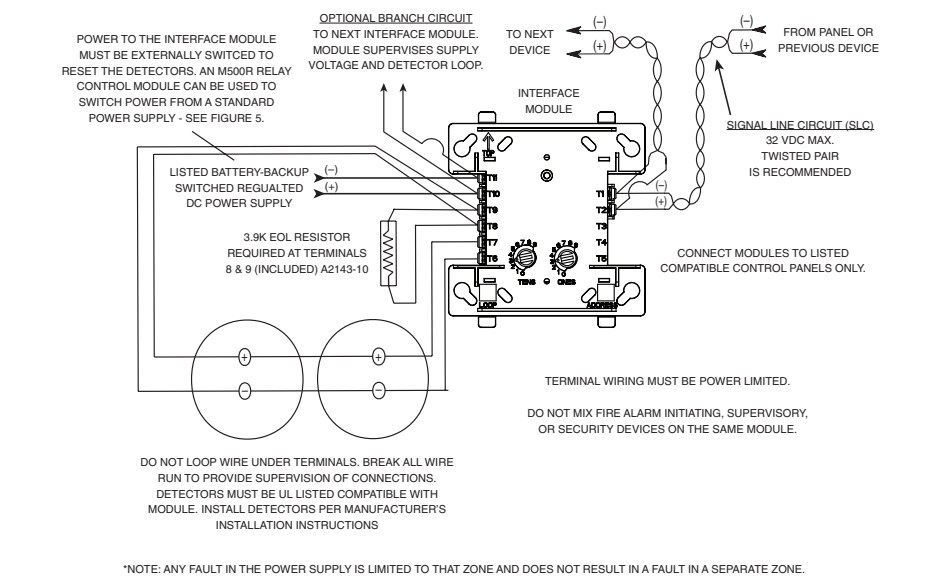 OPTIONAL BRANCH CIRCUIT
TO NEXT INTERFACE MODULE.
MODULE SUPERVISES SUPPLY
VOLTAGE AND DETECTOR LOOP.
POWER TO THE INTERFACE MODULE
MUST BE EXTERNALLY SWITCED TO
RESET THE DETECTORS. AN M500R RELAY
CONTROL MODULE CAN BE USED TO
SWITCH POWER FROM A STANDARD
POWER SUPPLY - SEE FIGURE 5.
TO NEXT
DEVICE
(–)
(+)
(–)
(+)
FROM PANEL OR
PREVIOUS DEVICE
INTERFACE
MODULE
SIGNAL LINE CIRCUIT (SLC)
32 VDC MAX.
TWISTED PAIR
IS RECOMMENDED
LISTED BATTERY-BACKUP
SWITCHED REGUALTED
DC POWER SUPPLY
(–)
(+)
TOP
T11
T10
T9
T8
T7
T6
T1
T2
T3
T4
T5
(–)
(+)
TENS
ONES
LOOP
ADDRESS
3.9K EOL RESISTOR
REQUIRED AT TERMINALS
8 & 9 (INCLUDED) A2143-10
CONNECT MODULES TO LISTED
COMPATIBLE CONTROL PANELS ONLY.
+
+
–
–
TERMINAL WIRING MUST BE POWER LIMITED.
DO NOT MIX FIRE ALARM INITIATING, SUPERVISORY,
OR SECURITY DEVICES ON THE SAME MODULE.
DO NOT LOOP WIRE UNDER TERMINALS. BREAK ALL WIRE
RUN TO PROVIDE SUPERVISION OF CONNECTIONS.
DETECTORS MUST BE UL LISTED COMPATIBLE WITH
MODULE. INSTALL DETECTORS PER MANUFACTURER'S
INSTALLATION INSTRUCTIONS
*NOTE: ANY FAULT IN THE POWER SUPPLY IS LIMITED TO THAT ZONE AND DOES NOT RESULT IN A FAULT IN A SEPARATE ZONE.